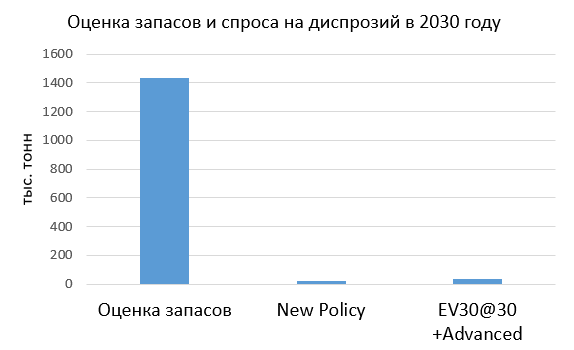 Оценка запасов и спроса на диспрозий в 2030 году
тыс. тонн
1600
1400
1200
1000
800
600
400
200
0
Оценка запасов
New Policy
EV30@30
+Advanced